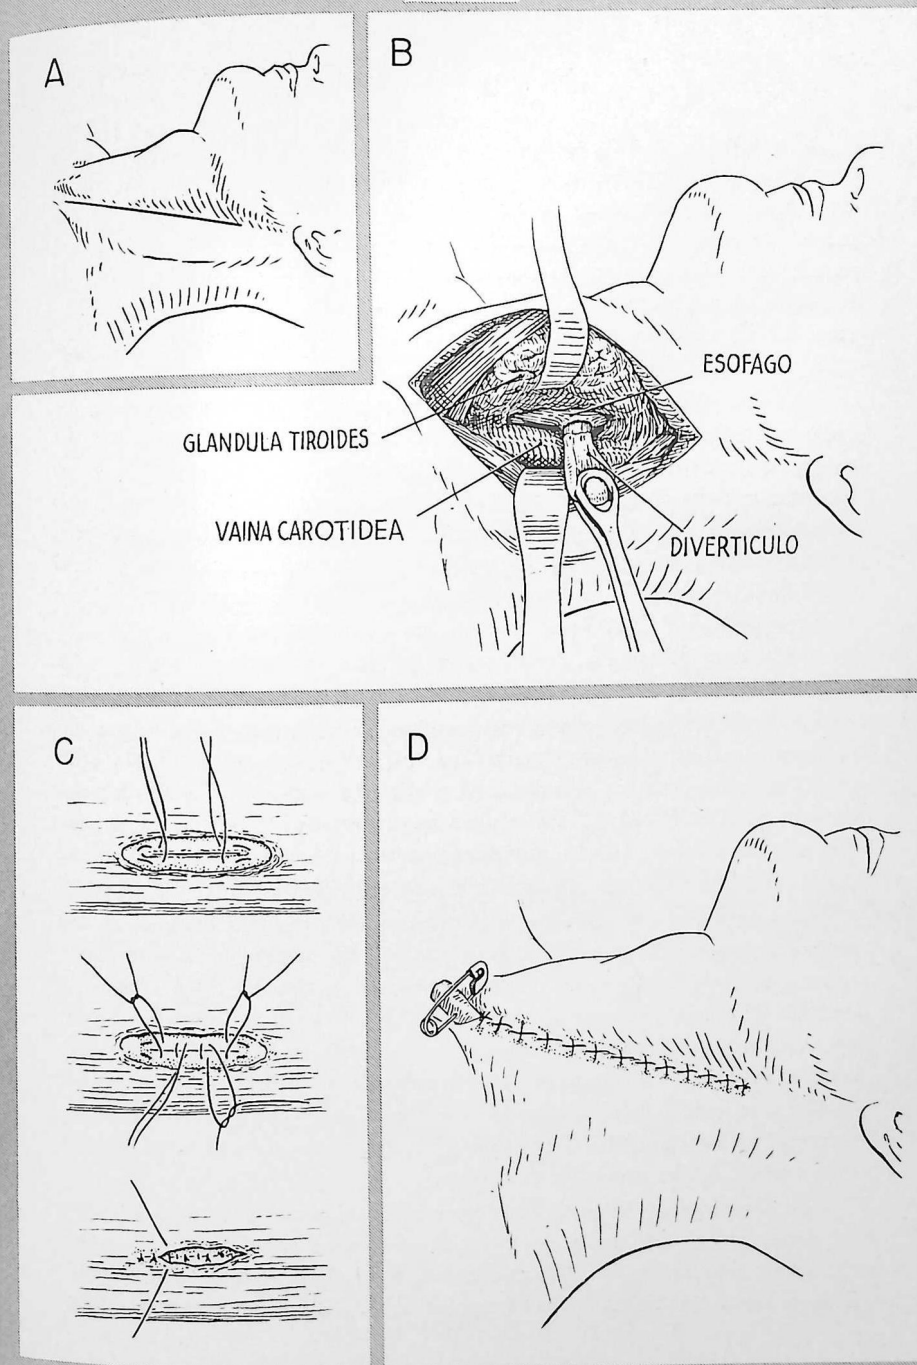 A
B
ESOFAGO
GLANDULA TIROIDES
VAINA CAROTIDEA
DIVERTICULO
C
D